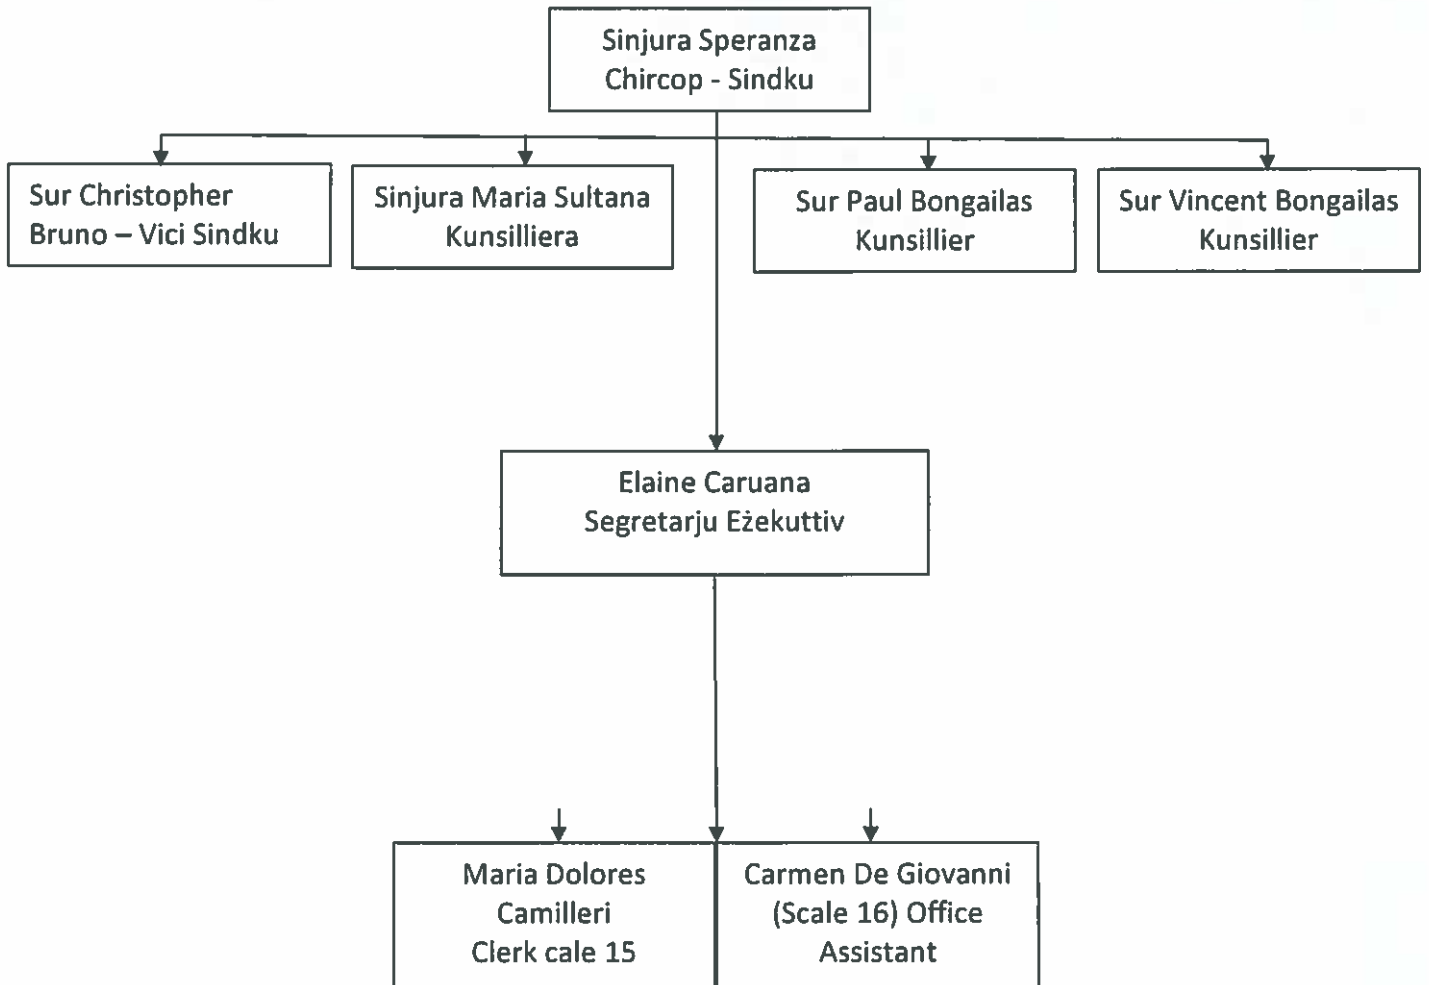 Sinjura Speranza
Chircop - Sindku
Sur Christopher
Bruno – Vici Sindku
Sinjura Maria Sultana
Kunsilliera
Sur Paul Bongailas
Kunsillier
Sur Vincent Bongailas
Kunsillier
Elaine Caruana
Segretarju Eżekuttiv
Maria Dolores
Camilleri
Clerk cale 15
Carmen De Giovanni
(Scale 16) Office
Assistant